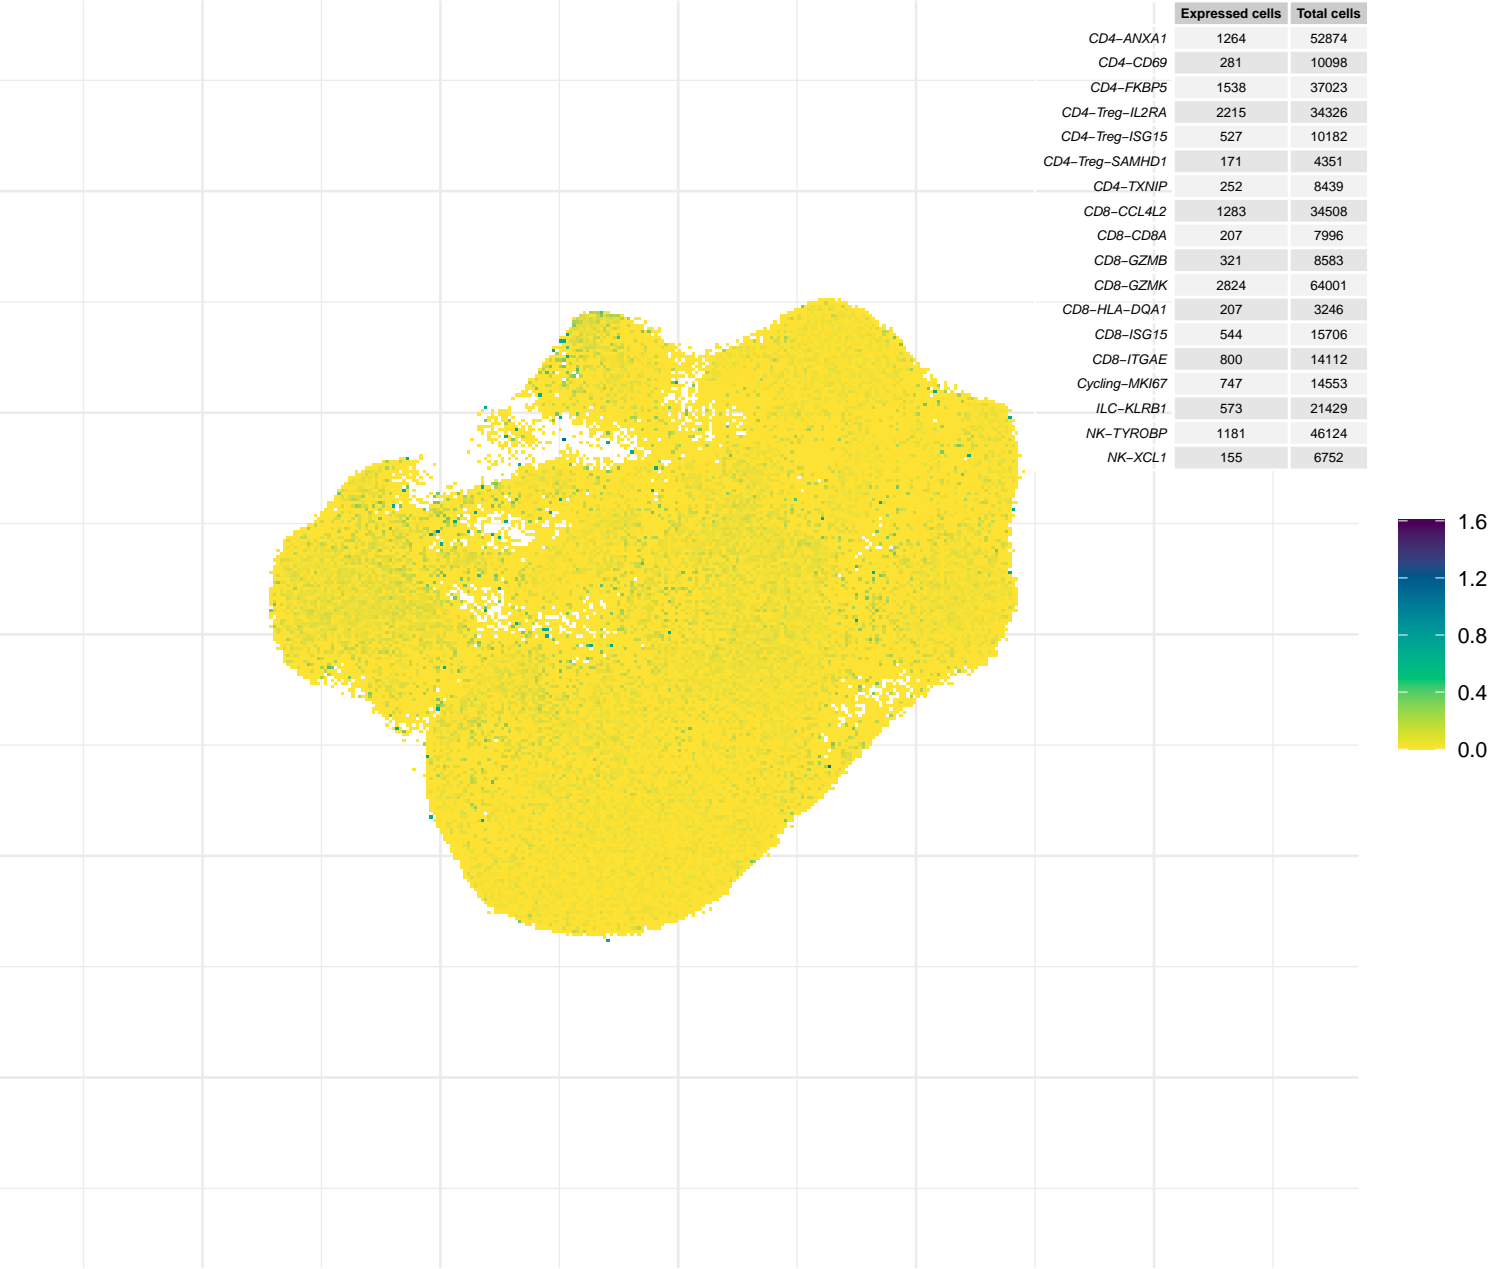 Expressed cells Total cells
CD4−ANXA1 1264 52874
CD4−CD69 281 10098
CD4−FKBP5 1538 37023
CD4−Treg−IL2RA 2215 34326
CD4−Treg−ISG15 527 10182
CD4−Treg−SAMHD1 171 4351
CD4−TXNIP 252 8439
CD8−CCL4L2 1283 34508
CD8−CD8A 207 7996
CD8−GZMB 321 8583
CD8−GZMK 2824 64001
CD8−HLA−DQA1 207 3246
CD8−ISG15 544 15706
CD8−ITGAE 800 14112
Cycling−MKI67 747 14553
ILC−KLRB1 573 21429
NK−TYROBP 1181 46124
NK−XCL1 155 6752
1.6
1.2
0.8
0.4
0.0